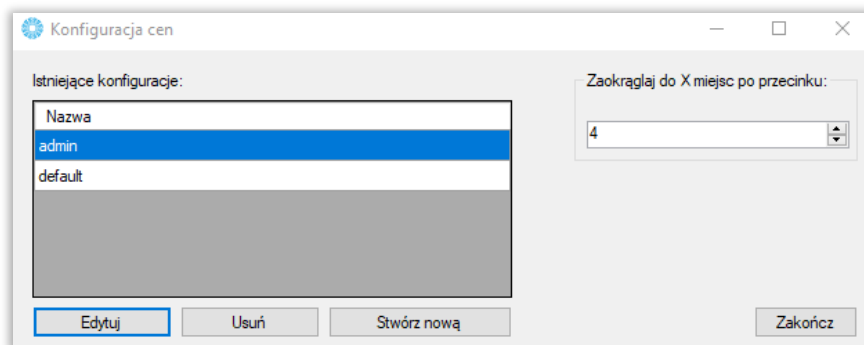 Konfiguracja cen
Istniejące konfiguracje:
Nazwa
admin
default
Edytuj
Usuń
Stwórz nową
Zaokrąglaj do X miejsc po przecinku:
4
Zakończ